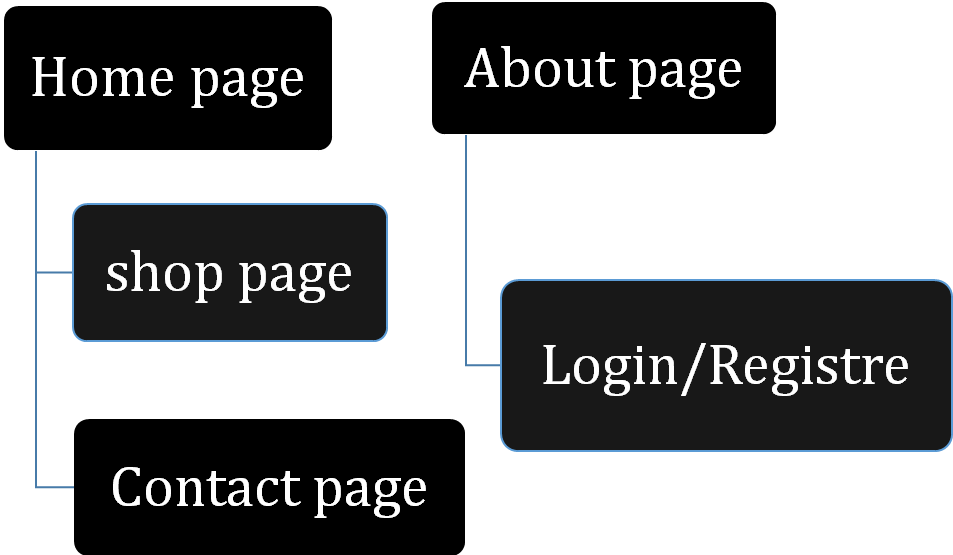 Home page
shop page
Contact page
About page
Login/Registre